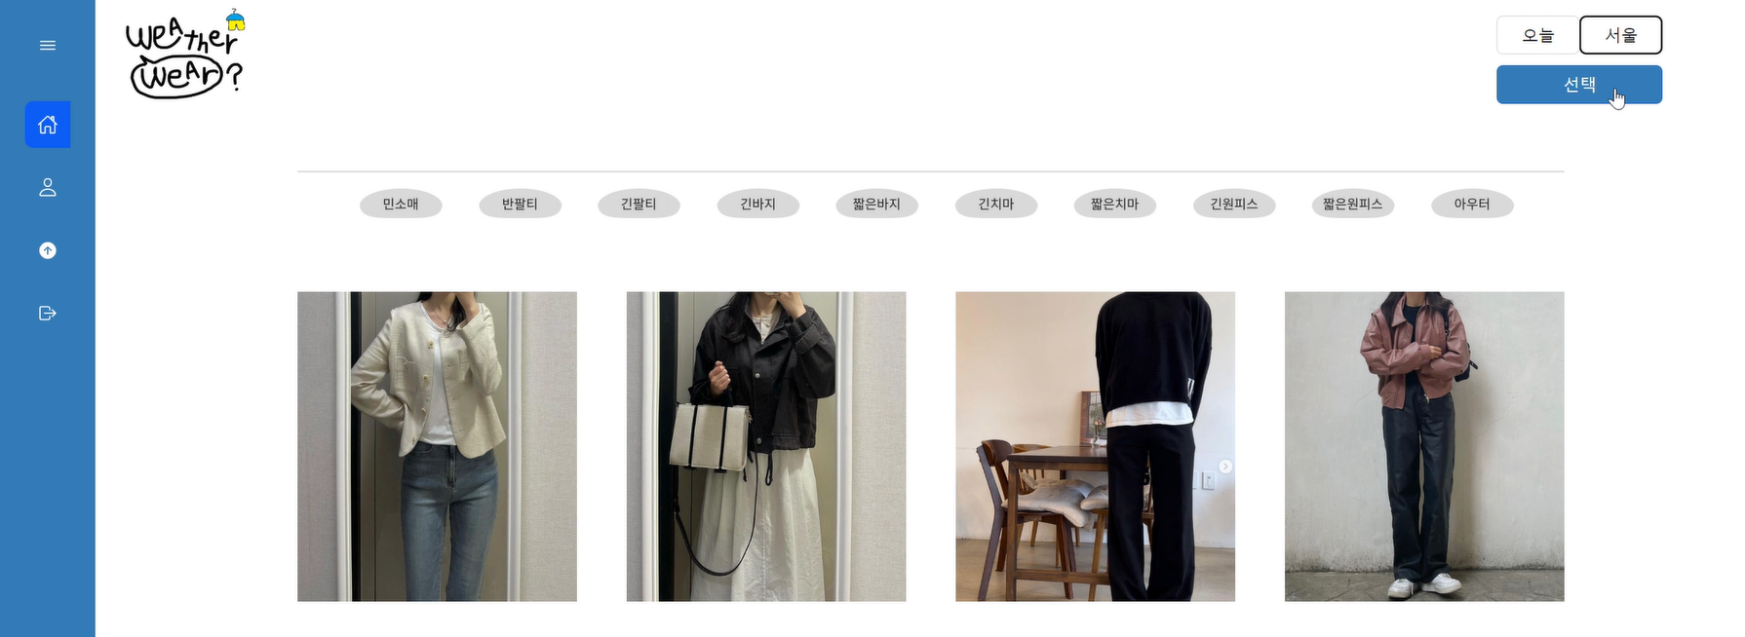 weAther
weAr?
오늘
서울
선택
민소매
반팔티
긴팔티
긴바지
짧은바지
긴치마
짧은치마
긴원피스
짧은원피스
아우터